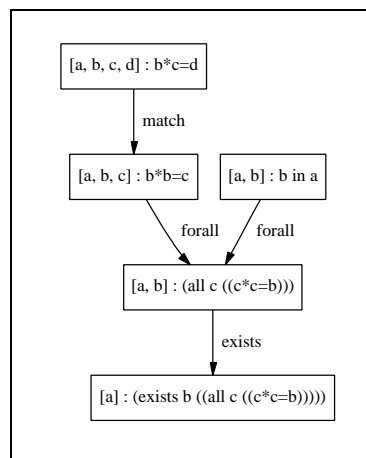 [a, b, c, d] : b*c=d
match
[a, b, c] : b*b=c
[a, b] : b in a
forall
forall
[a, b] : (all c ((c*c=b)))
exists
[a] : (exists b ((all c ((c*c=b)))))